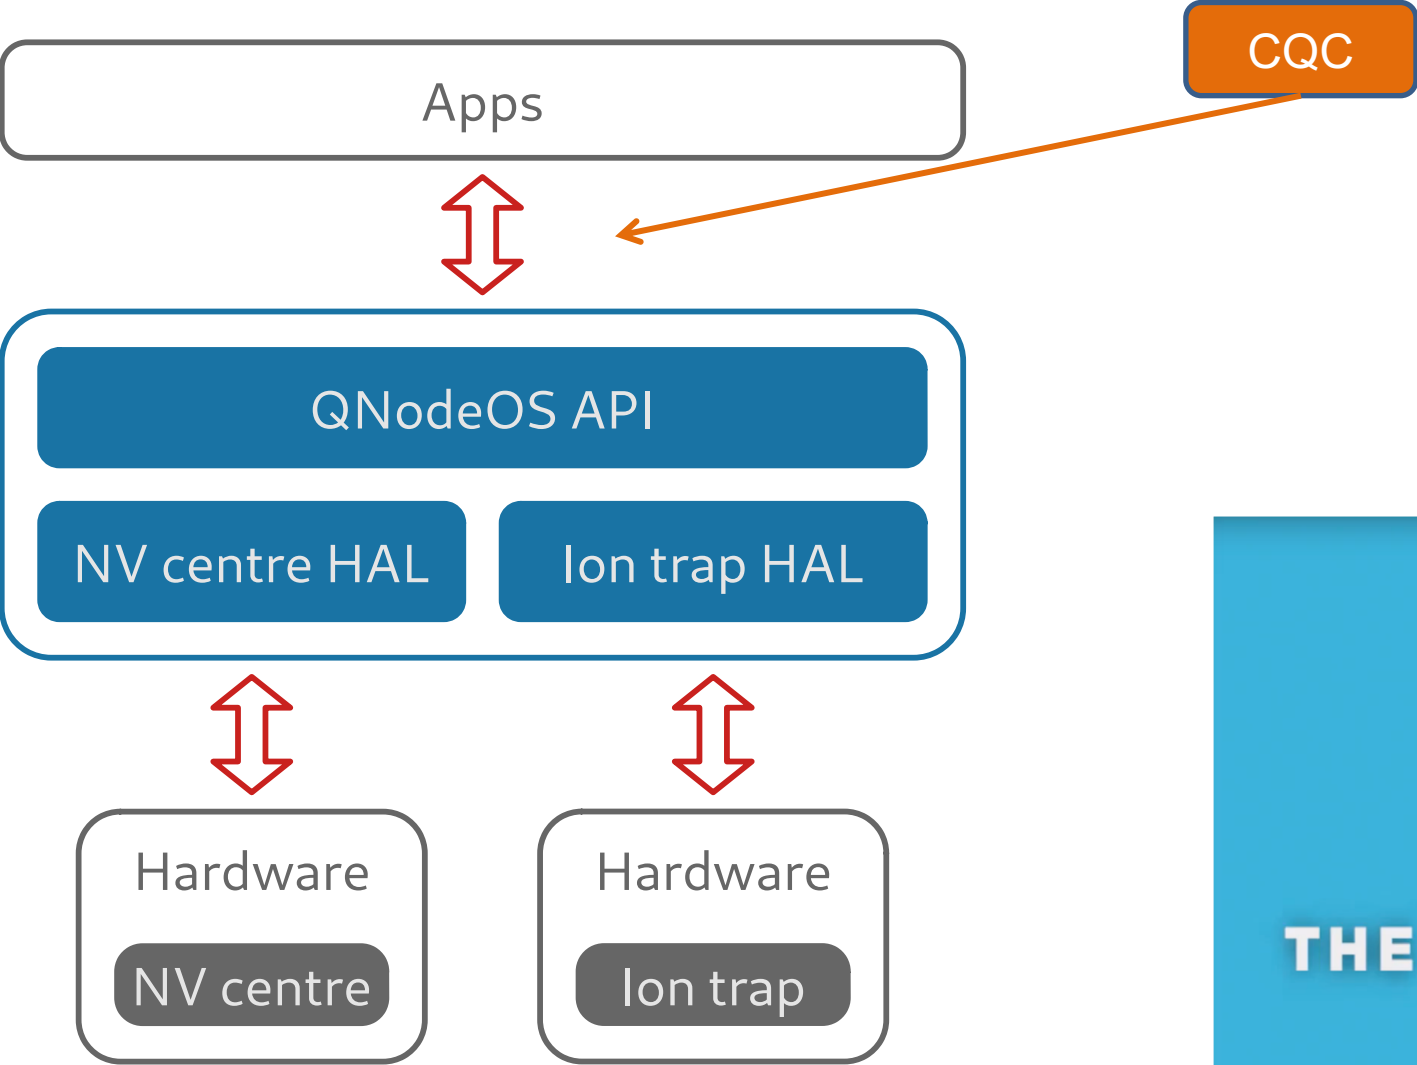 CQC
Apps
QNodeOS API
NV centre HAL
Ion trap HAL
Hardware
Hardware
NV centre
Ion trap
THE